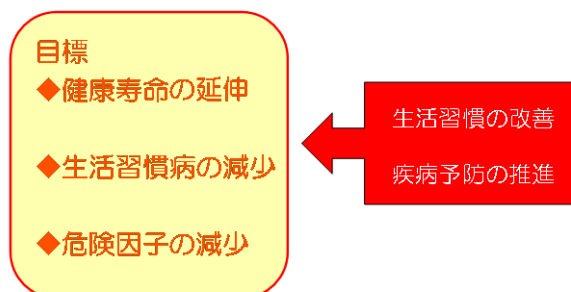 目標
◆健康寿命の延伸
◆生活習慣病の減少
◆危険因子の減少
生活習慣の改善
疾病予防の推進